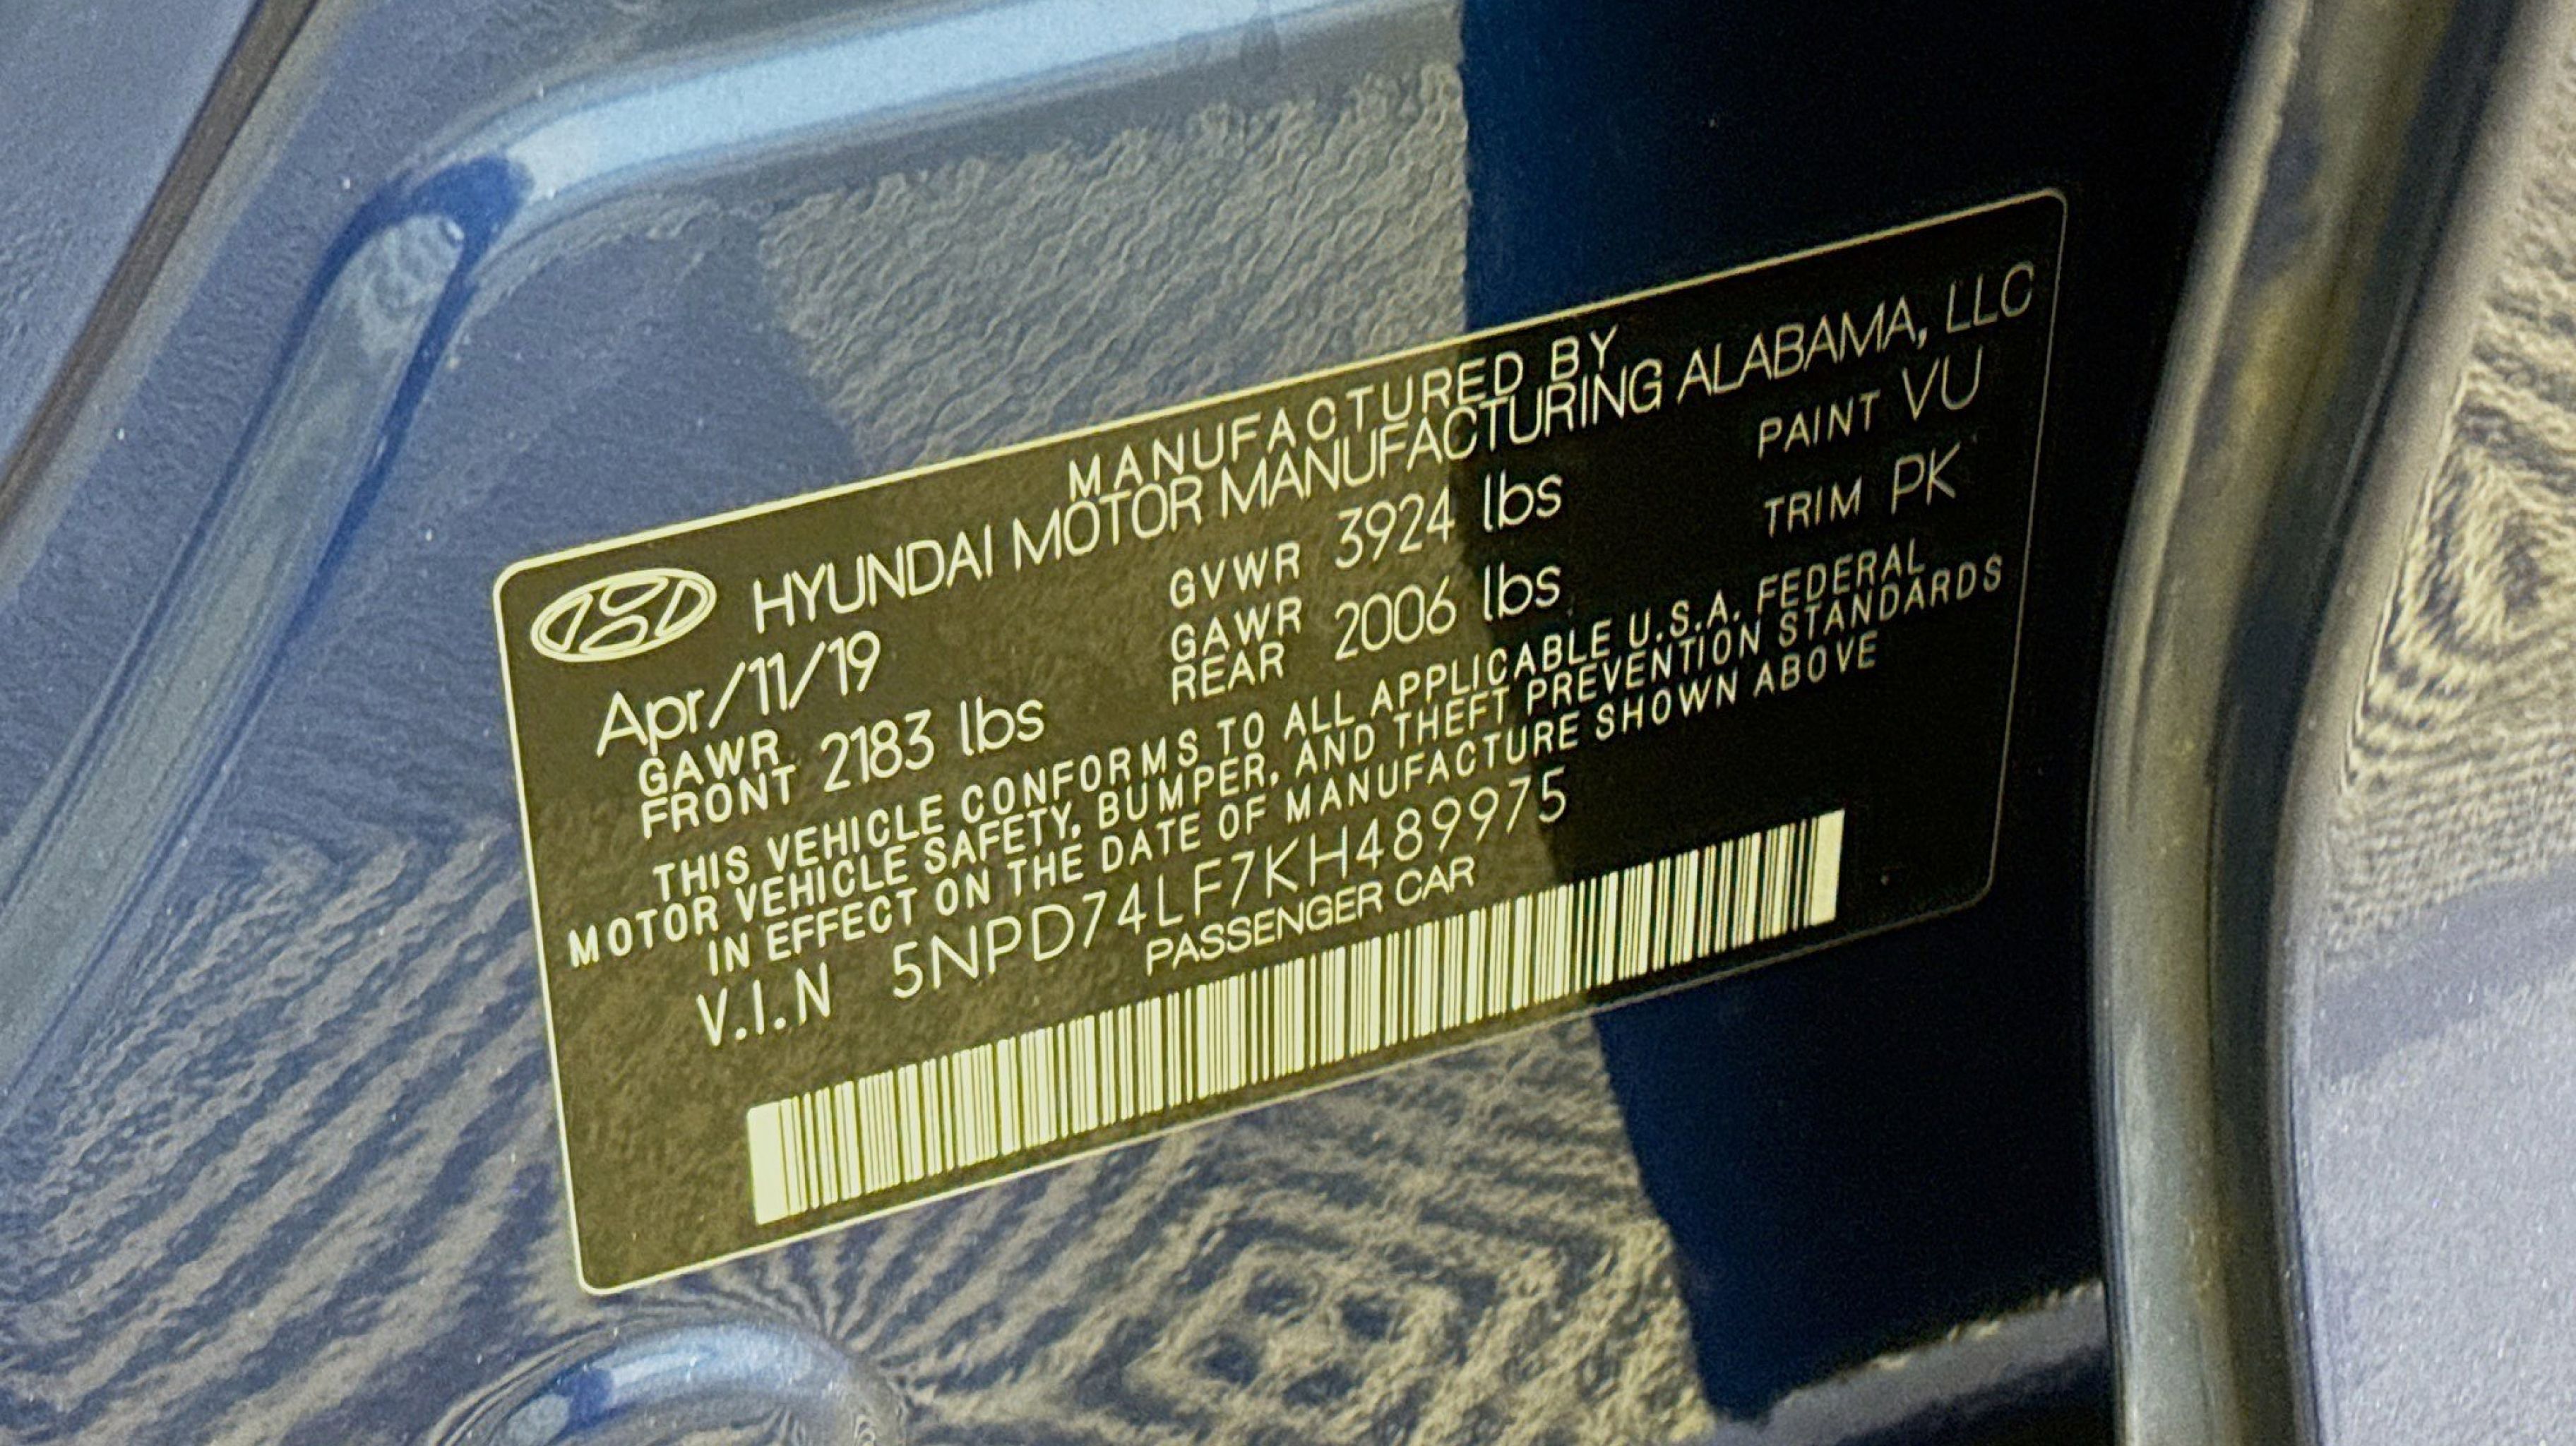 MANUFACTURED BY
HYUNDAI MOTOR MANUFACTURING ALABAMA, LLC
Apr/11/19 GVWR 3924 lbs PAINT VU
GAWR FRONT 2183 lbs GAWR REAR 2006 lbs TRIM PK
THIS VEHICLE CONFORMS TO ALL APPLICABLE U.S.A. FEDERAL
MOTOR VEHICLE SAFETY, BUMPER, AND THEFT PREVENTION STANDARDS
IN EFFECT ON THE DATE OF MANUFACTURE SHOWN ABOVE
V.I.N 5NPD74LF7KH489975
PASSENGER CAR